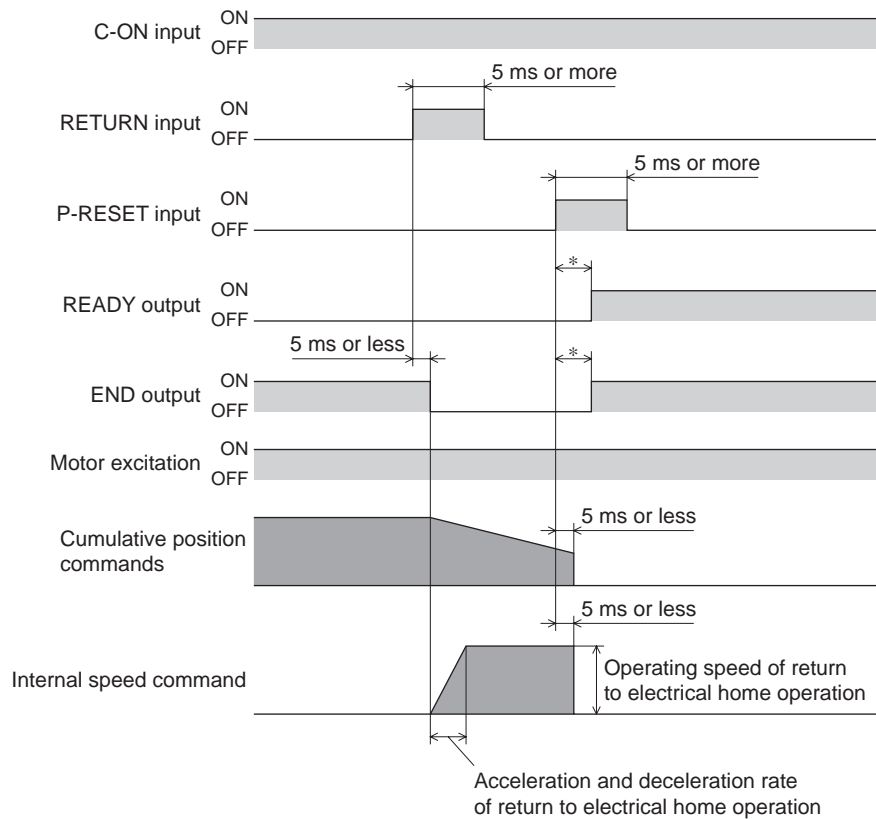 C-ON input
ON
OFF
5 ms or more
RETURN input
ON
OFF
5 ms or more
P-RESET input
ON
OFF
*
READY output
ON
OFF
5 ms or less
*
END output
ON
OFF
Motor excitation
ON
OFF
5 ms or less
Cumulative position
commands
5 ms or less
Internal speed command
Operating speed of return
to electrical home operation
Acceleration and deceleration rate
of return to electrical home operation